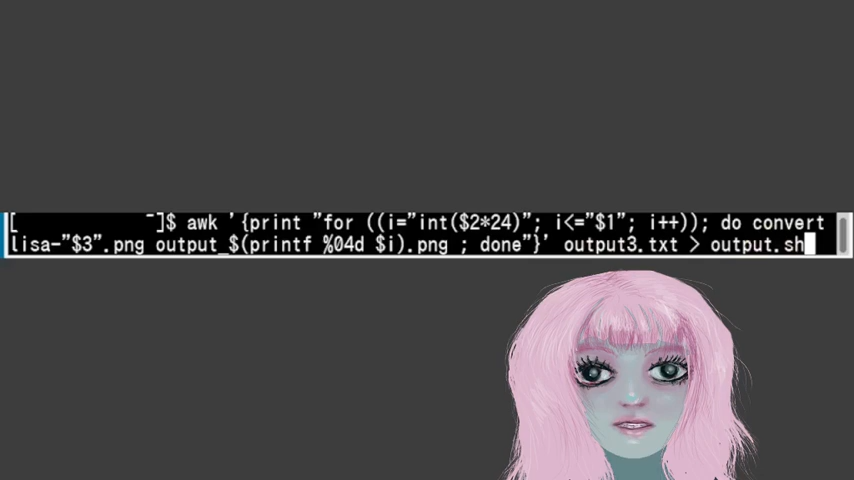 [ ~]$ awk '{print "for ((i="int($2*24)"; i<="$1"; i++)); do convert
lisa-"$3".png output_$(printf %04d $i).png ; done"}' output3.txt > output.sh